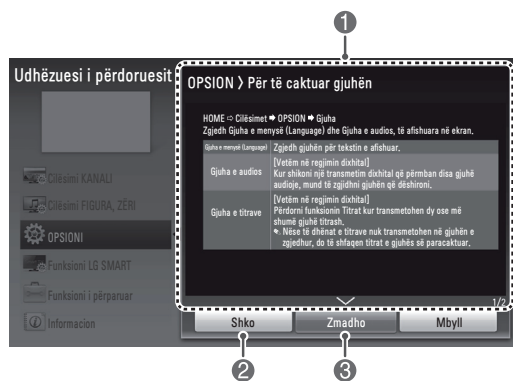 1
Udhëzuesi i përdoruesit
Cilësimi KANALI
Cilësimi FIGURA, ZËRI
OPSIONI
Funksioni LG SMART
Funksioni i përparuar
Informacion
OPSION > Për të caktuar gjuhën
HOME ⇨ Cilësimet ➡ OPSION ➡ Gjuha
Zgjedh Gjuha e menysë (Language) dhe Gjuha e audios, të afishuara në ekran.
Gjuha e menysë (Language) Zgjedh gjuhën për tekstin e afishuar.
Gjuha e audios
[Vetëm në regjimin dixhital]
Kur shikoni një transmetim dixhital që përmban disa gjuhë
audioje, mund të zgjidhni gjuhën që dëshironi.
Gjuha e titrave
[Vetëm në regjimin dixhital]
Përdorni funksionin Titrat kur transmetohen dy ose më
shumë gjuhë titrash.
Nëse të dhënat e titrave nuk transmetohen në gjuhën e
zgjedhur, do të shfaqen titrat e gjuhës së paracaktuar.
1/2
Shko Zmadho Mbyll
2 3